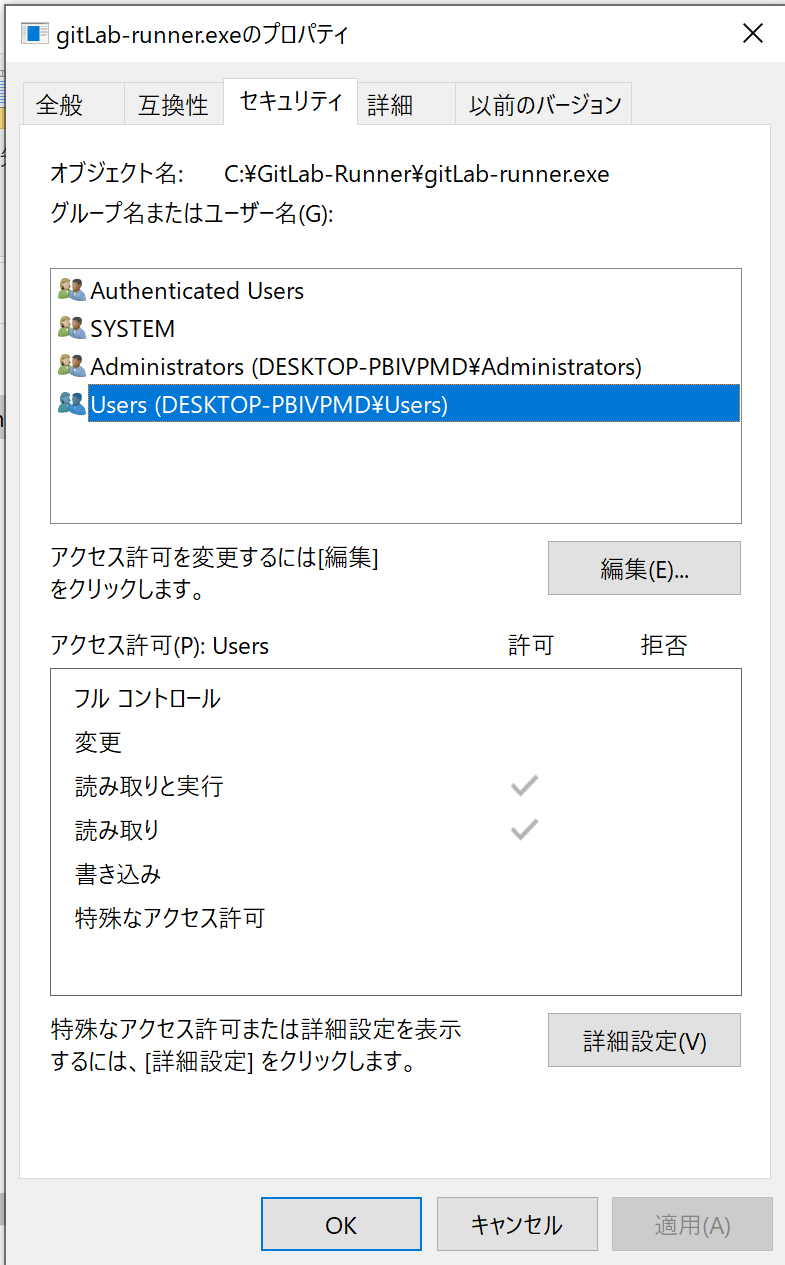 gitLab-runner.exeのプロパティ
全般 互換性 セキュリティ 詳細 以前のバージョン
オブジェクト名: C:¥GitLab-Runner¥gitLab-runner.exe
グループ名またはユーザー名(G):
Authenticated Users
SYSTEM
Administrators (DESKTOP-PBIVPMD¥Administrators)
Users (DESKTOP-PBIVPMD¥Users)
アクセス許可を変更するには[編集]
をクリックします。
編集(E)...
アクセス許可(P): Users 許可 拒否
フル コントロール
変更
読み取りと実行
読み取り
書き込み
特殊なアクセス許可
特殊なアクセス許可または詳細設定を表示
するには、[詳細設定] をクリックします。
詳細設定(V)
OK キャンセル 適用(A)